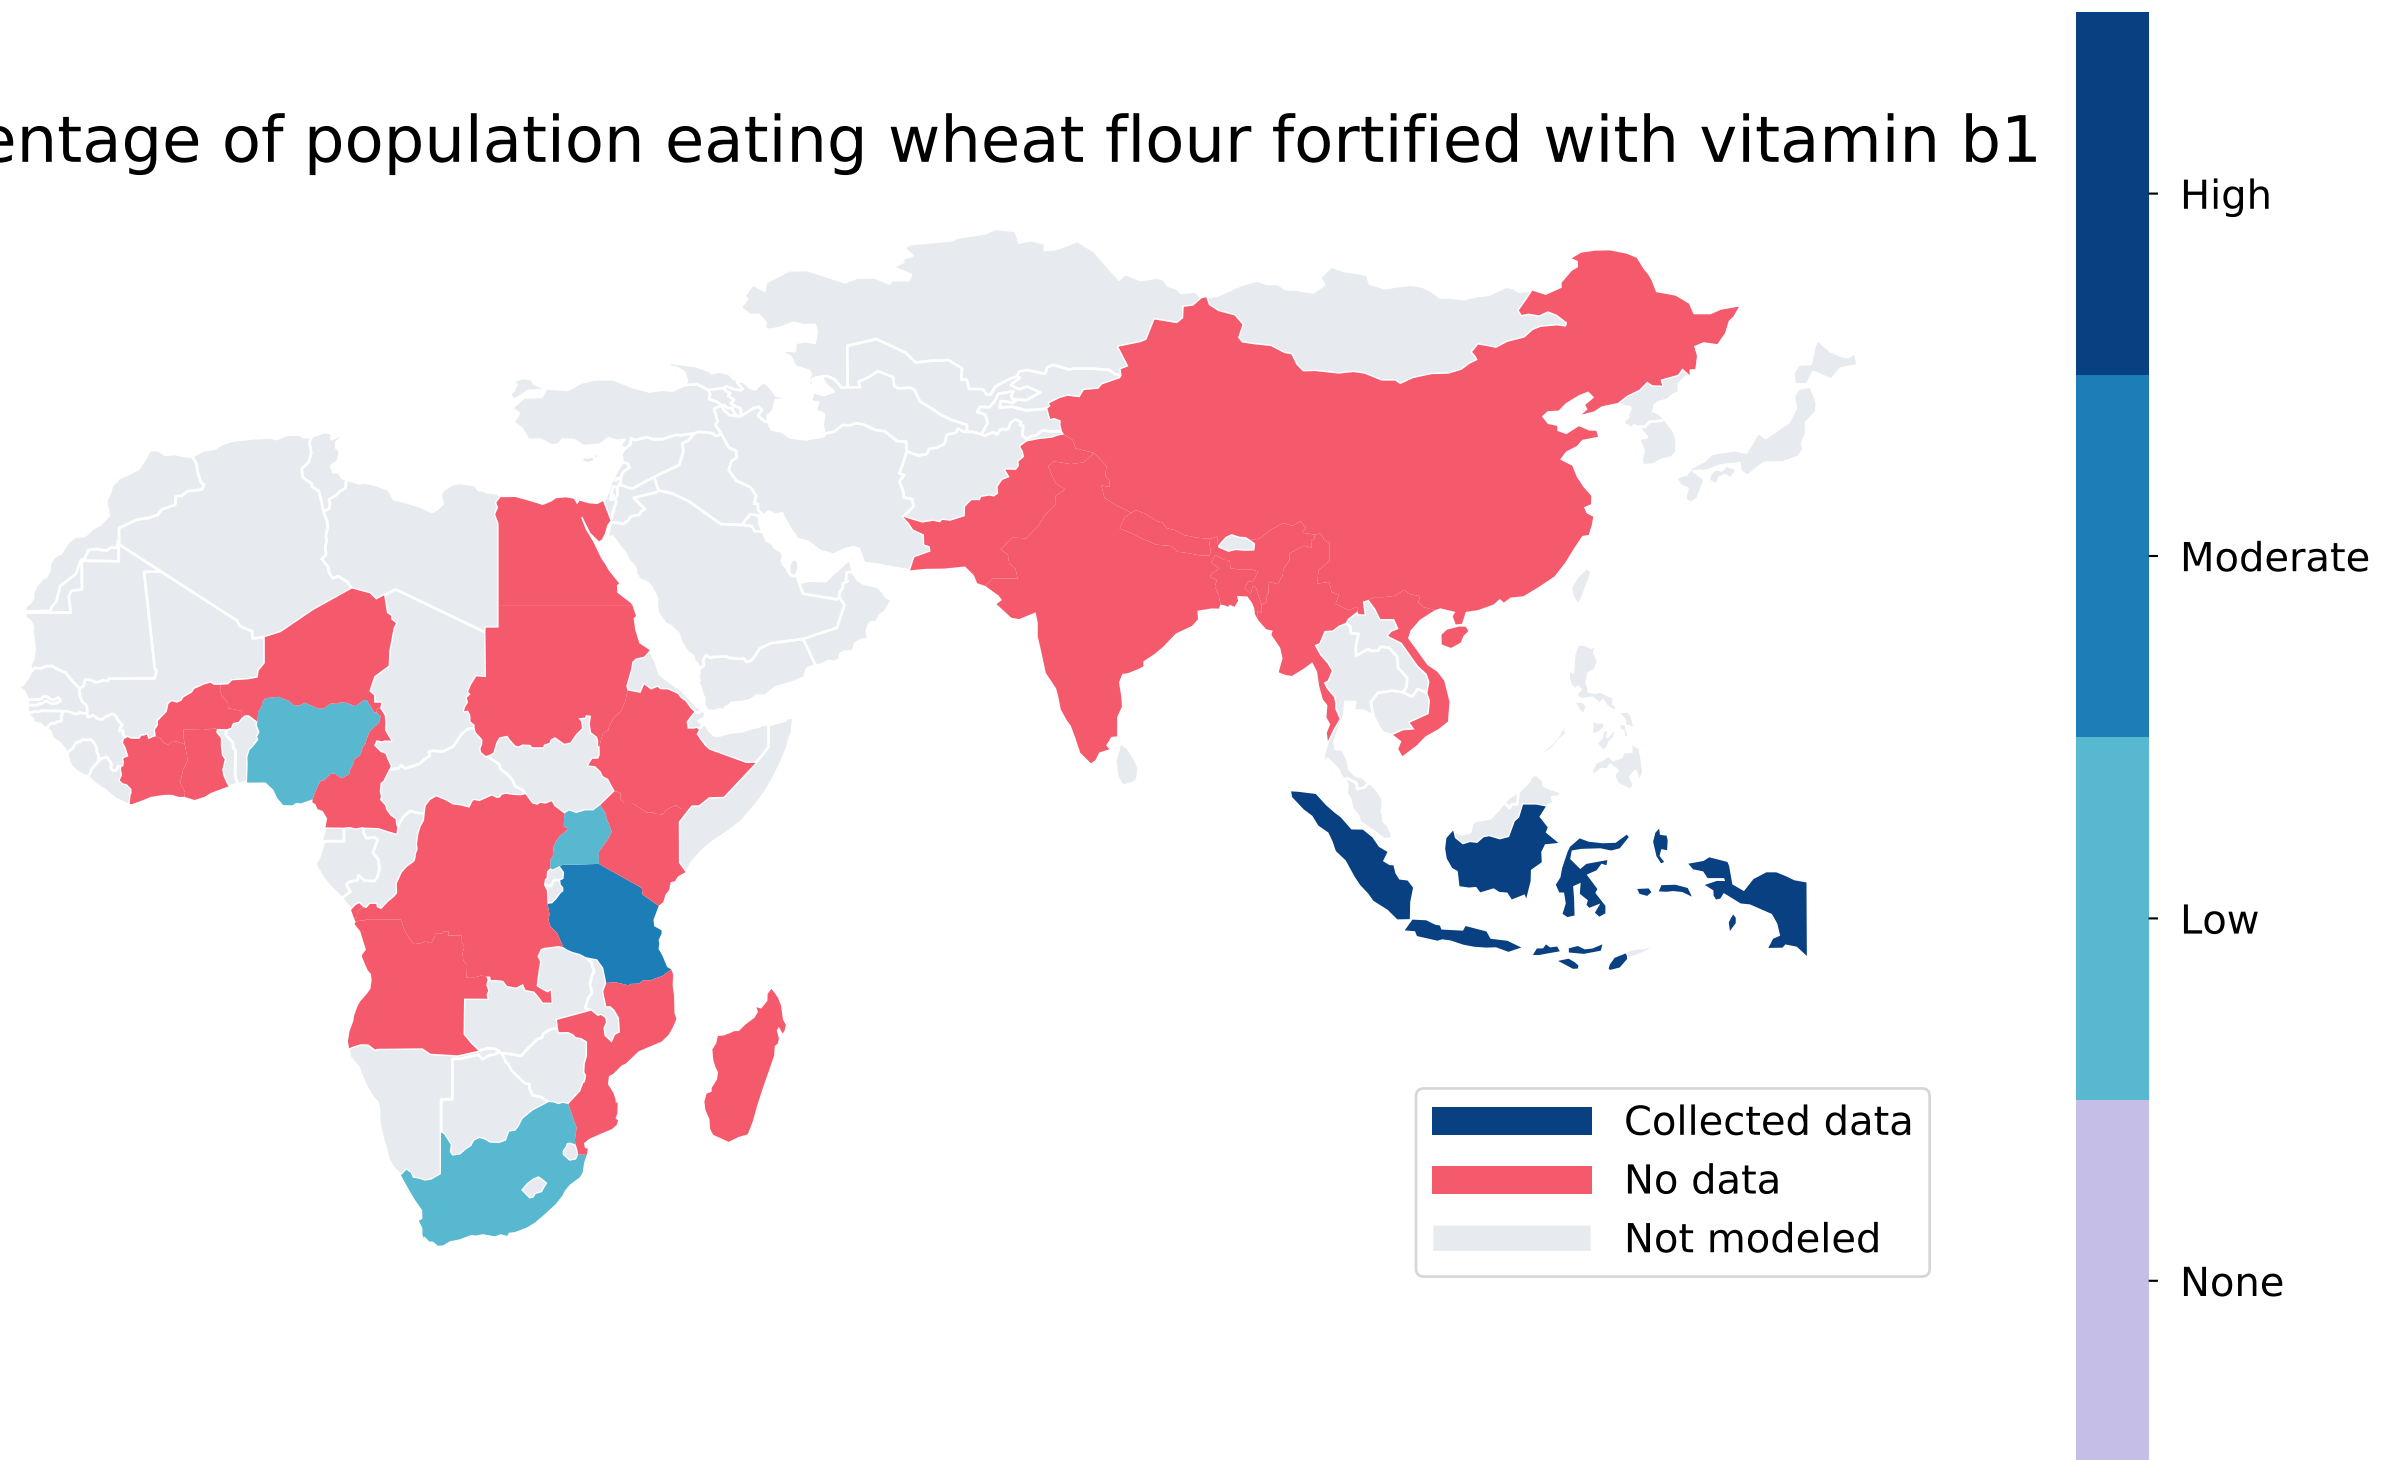 entage of population eating wheat flour fortified with vitamin b1
High
Moderate
Low
None
Collected data
No data
Not modeled